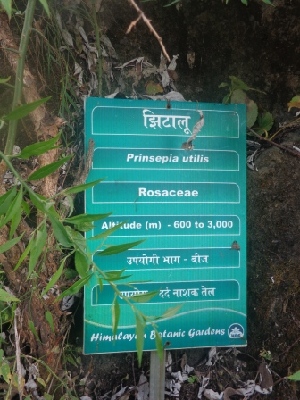 झिटालू
Prinsepia utilis
Rosaceae
Altitude (m) - 600 to 3,000
उपयोगी भाग - बीज
दर्द नाशक तेल
Himalayan Botanic Gardens